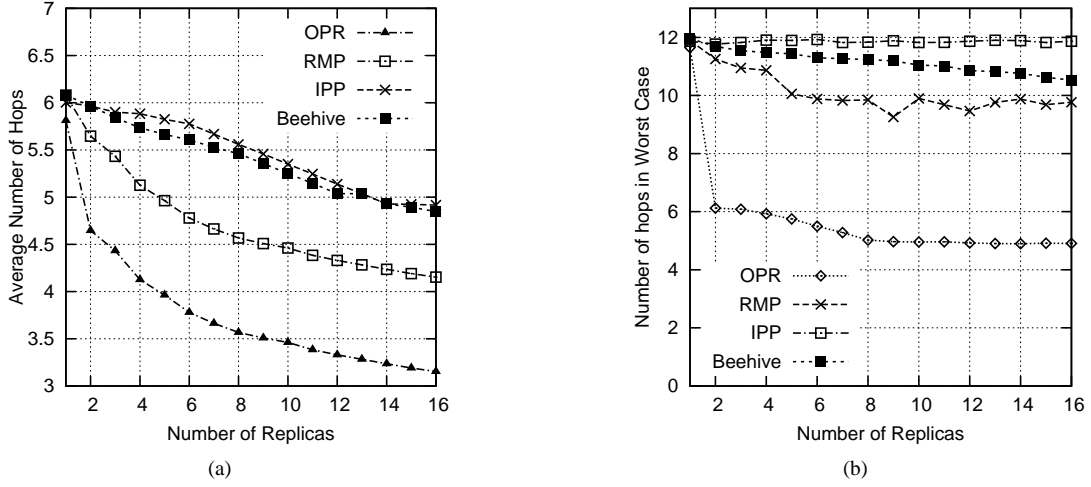 7
6.5
6
5.5
5
4.5
4
3.5
3
2 4 6 8 10 12 14 16
Average Number of Hops
Number of Replicas
OPR
RMP
IPP
Beehive
(a)
12
10
8
6
4
2
0
2 4 6 8 10 12 14 16
Number of hops in Worst Case
Number of Replicas
OPR
RMP
IPP
Beehive
(b)